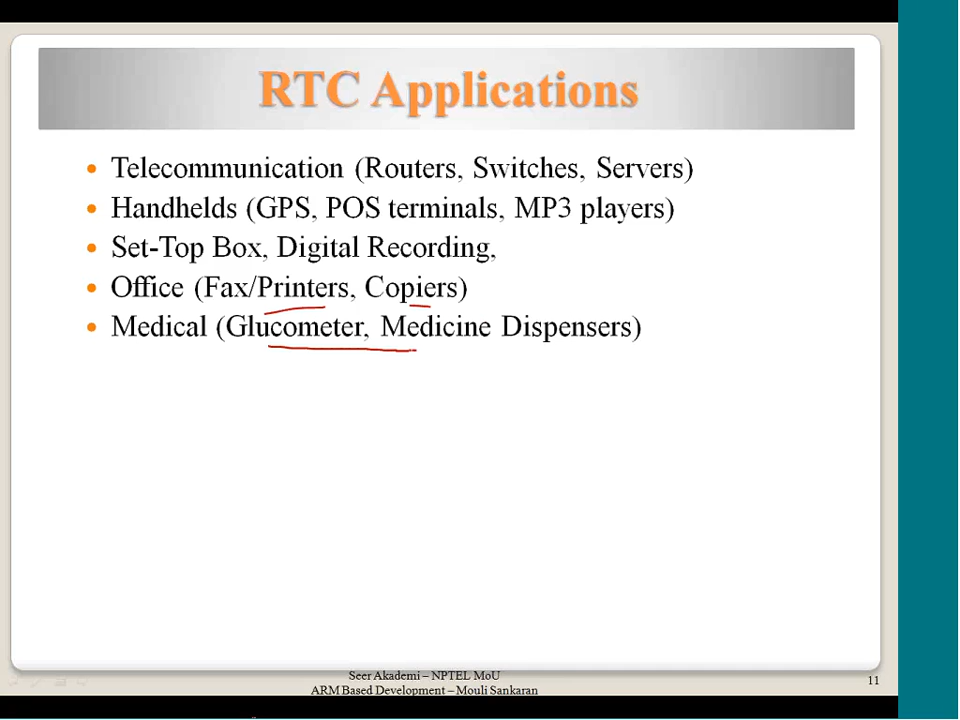 RTC Applications
• Telecommunication (Routers, Switches, Servers)
• Handhelds (GPS, POS terminals, MP3 players)
• Set-Top Box, Digital Recording,
• Office (Fax/Printers, Copiers)
• Medical (Glucometer, Medicine Dispensers)
Seer Akademi – NPTEL MoU
ARM Based Development – Mouli Sankaran
11